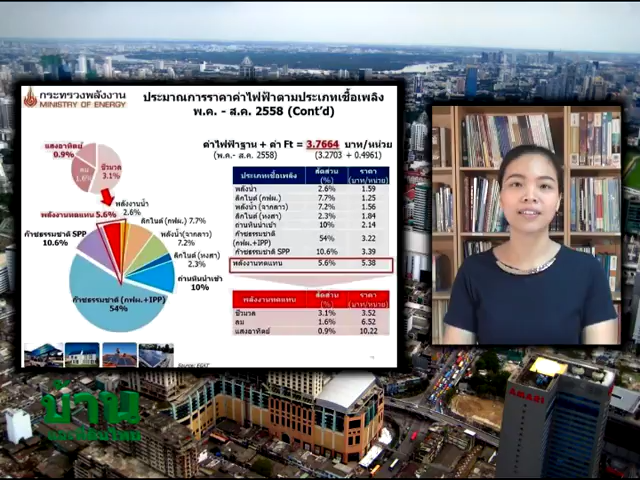 กระทรวงพลังงาน
MINISTRY OF ENERGY
ประมาณการราคาค่าไฟฟ้าตามประเภทเชื้อเพลิง
พ.ค. - ส.ค. 2558 (Cont'd)
ค่าไฟฟ้าฐาน + ค่า Ft = 3.7664 บาท/หน่วย
(พ.ค.- ส.ค. 2558) (3.2703 + 0.4961)
แสงอาทิตย์
0.9%
ลม
1.6%
ชีวมวล
3.1%
พลังงานทดแทน 5.6%
พลังงานน้ำ
2.6%
ลิกไนต์ (กฟผ.) 7.7%
พลังน้ำ(จากลาว)
7.2%
ลิกไนต์ (หงสา)
2.3%
ถ่านหินนำเข้า
10%
ก๊าซธรรมชาติ SPP
10.6%
ก๊าซธรรมชาติ (กฟผ.+IPP)
54%
ประเภทเชื้อเพลิง สัดส่วน (%) ราคา (บาท/หน่วย)
พลังน้ำ 2.6% 1.59
ลิกไนต์ (กฟผ.) 7.7% 1.25
พลังน้ำ (จากลาว) 7.2% 1.56
ลิกไนต์ (หงสา) 2.3% 1.84
ถ่านหินนำเข้า 10% 2.14
ก๊าซธรรมชาติ (กฟผ.+IPP) 54% 3.22
ก๊าซธรรมชาติ SPP 10.6% 3.39
พลังงานทดแทน 5.6% 5.38
พลังงานทดแทน สัดส่วน (%) ราคา (บาท/หน่วย)
ชีวมวล 3.1% 3.52
ลม 1.6% 6.52
แสงอาทิตย์ 0.9% 10.22
Source: EGAT
บ้าน
AMARI